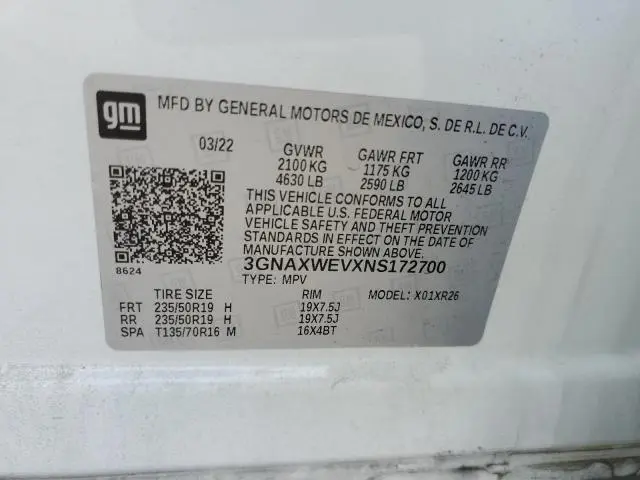 gm
MFD BY GENERAL MOTORS DE MEXICO, S. DE R.L. DE C.V.
03/22 GVWR GAWR FRT GAWR RR
2100 KG 1175 KG 1200 KG
4630 LB 2590 LB 2645 LB
THIS VEHICLE CONFORMS TO ALL
APPLICABLE U.S. FEDERAL MOTOR
VEHICLE SAFETY AND THEFT PREVENTION
STANDARDS IN EFFECT ON THE DATE OF
MANUFACTURE SHOWN ABOVE.
8624 3GNAXWEVXNS172700
TYPE: MPV
TIRE SIZE RIM MODEL: X01XR26
FRT 235/50R19 H 19X7.5J
RR 235/50R19 H 19X7.5J
SPA T135/70R16 M 16X4BT